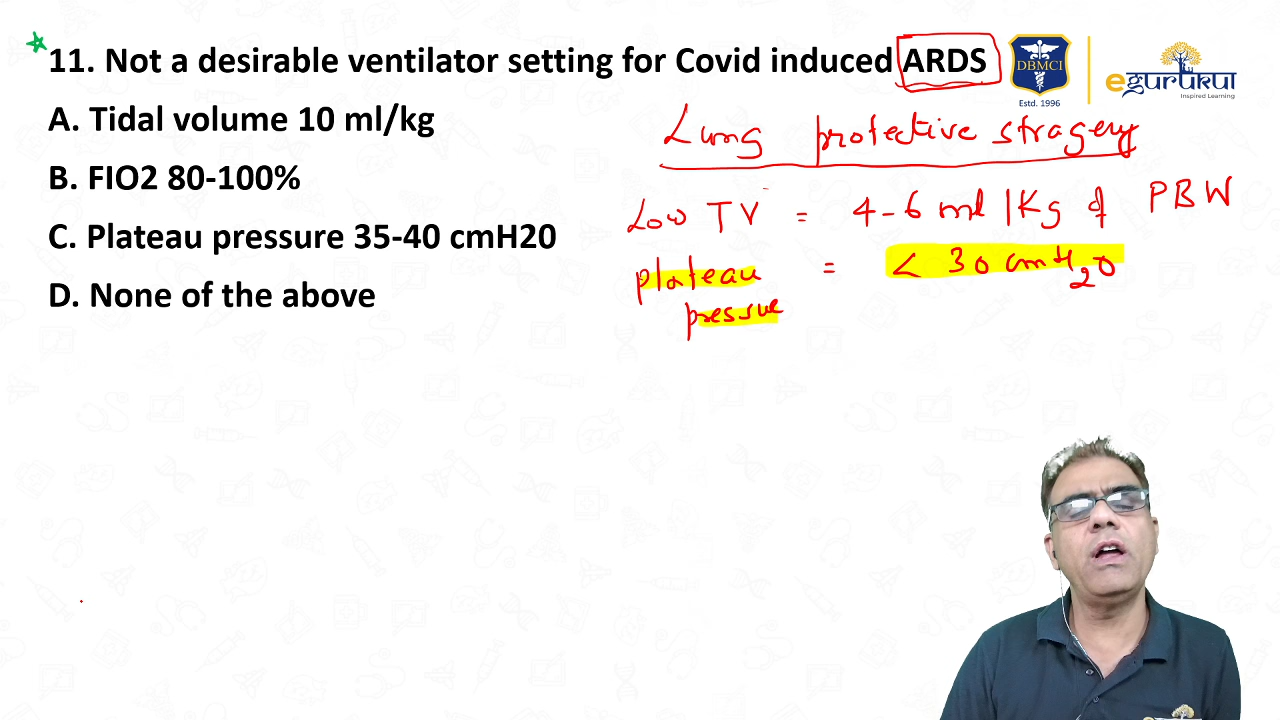 11. Not a desirable ventilator setting for Covid induced ARDS
A. Tidal volume 10 ml/kg
B. FIO2 80-100%
C. Plateau pressure 35-40 cmH20
D. None of the above
DBMCI
Estd. 1996
egurukul
Inspired Learning
Lung protective stragery
Low TV = 4-6 ml/Kg of PBW
plateau = < 30 cmH2O
pressue